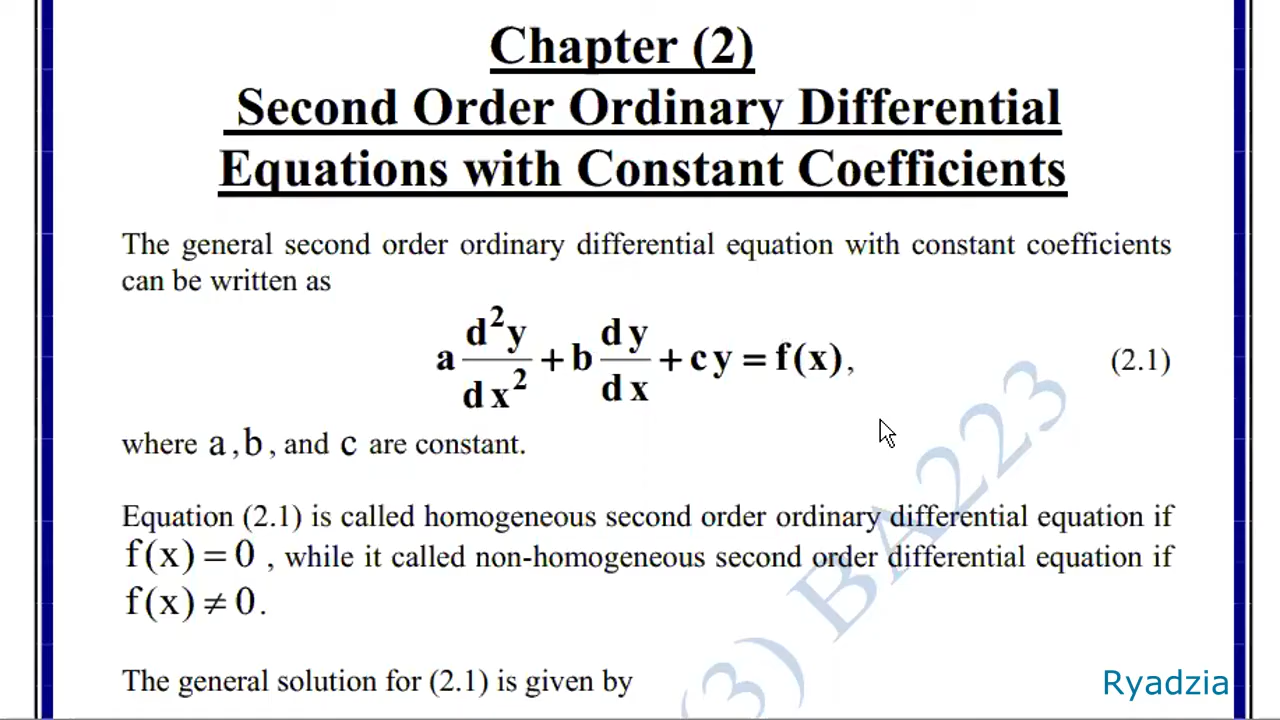 Chapter (2)
Second Order Ordinary Differential
Equations with Constant Coefficients
The general second order ordinary differential equation with constant coefficients
can be written as
a d²y/dx² + b dy/dx + c y = f(x), (2.1)
where a, b, and c are constant.
Equation (2.1) is called homogeneous second order ordinary differential equation if
f(x) = 0 , while it called non-homogeneous second order differential equation if
f(x) ≠ 0.
The general solution for (2.1) is given by
(3) BA223
Ryadzia